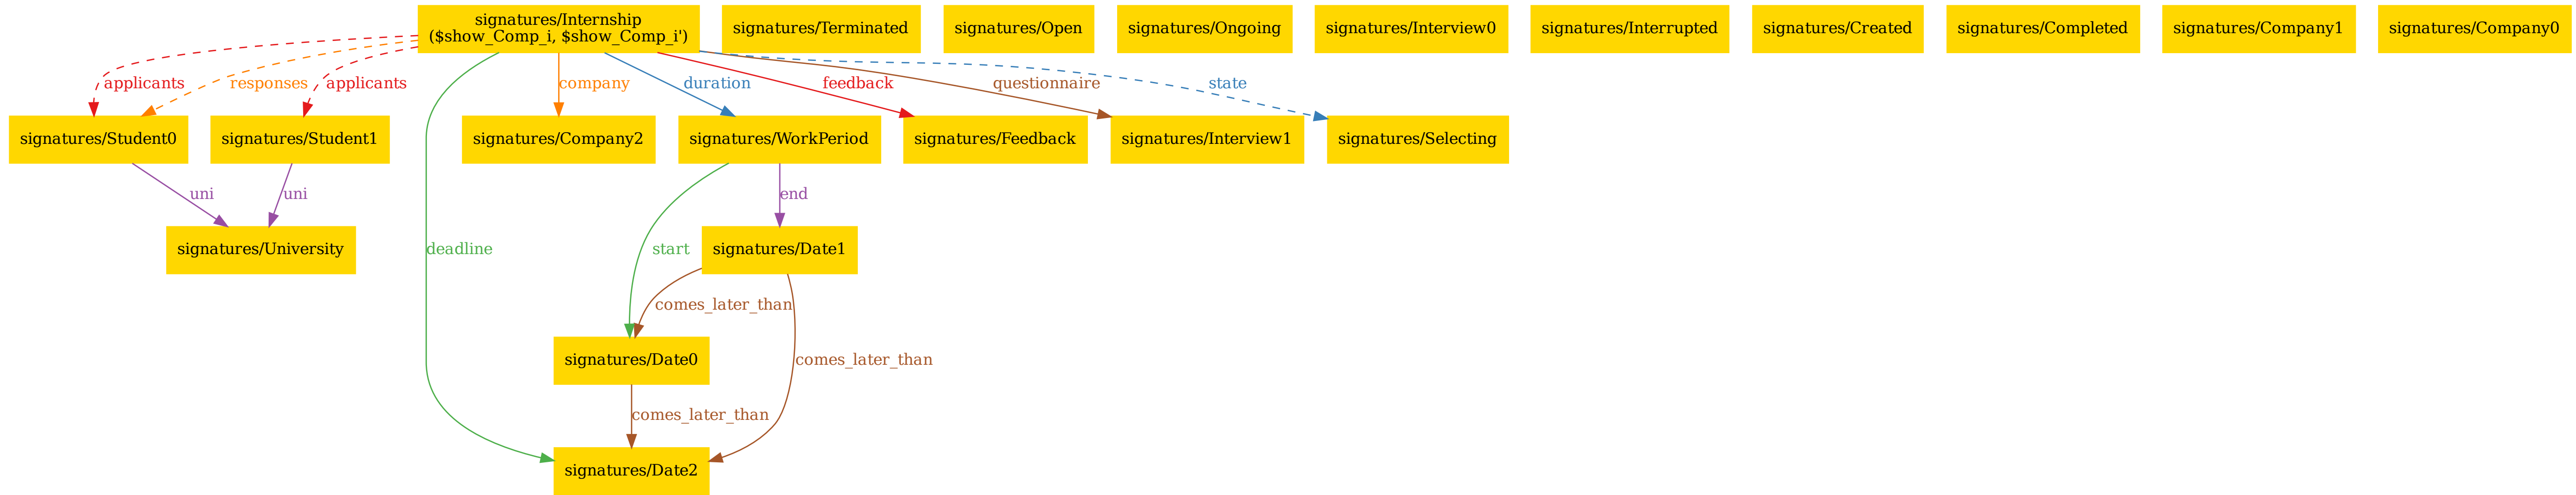 signatures/Internship
($show_Comp_i, $show_Comp_i')
signatures/Terminated
signatures/Open
signatures/Ongoing
signatures/Interview0
signatures/Interrupted
signatures/Created
signatures/Completed
signatures/Company1
signatures/Company0
applicants
responses
applicants
company
duration
feedback
questionnaire
state
signatures/Student0
signatures/Student1
signatures/Company2
signatures/WorkPeriod
signatures/Feedback
signatures/Interview1
signatures/Selecting
uni
uni
end
signatures/University
deadline
start
signatures/Date1
comes_later_than
signatures/Date0
comes_later_than
comes_later_than
signatures/Date2